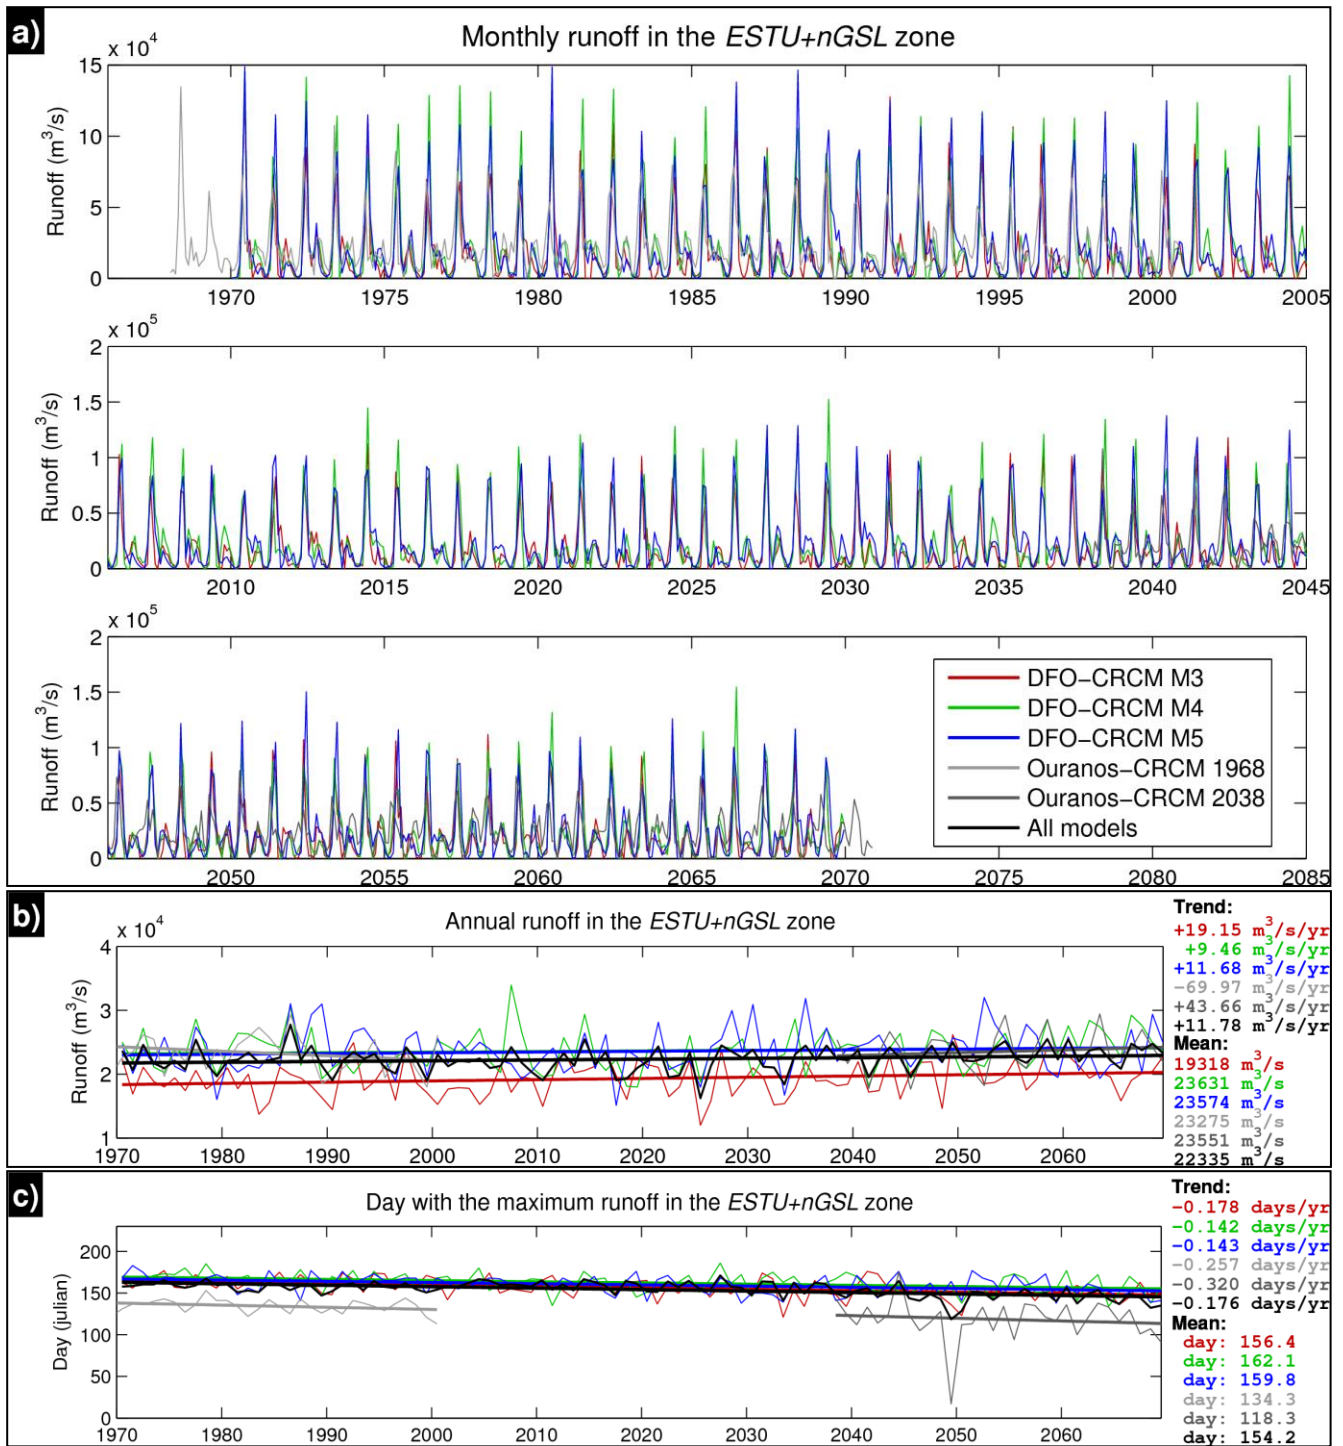 a)
Monthly runoff in the ESTU+nGSL zone
x 10^4
Runoff (m^3/s)
15
10
5
0
1970 1975 1980 1985 1990 1995 2000 2005
x 10^5
Runoff (m^3/s)
2
1.5
1
0.5
0
2010 2015 2020 2025 2030 2035 2040 2045
x 10^5
Runoff (m^3/s)
2
1.5
1
0.5
0
2050 2055 2060 2065 2070 2075 2080 2085
DFO-CRCM M3
DFO-CRCM M4
DFO-CRCM M5
Ouranos-CRCM 1968
Ouranos-CRCM 2038
All models
b)
Annual runoff in the ESTU+nGSL zone
x 10^4
Runoff (m^3/s)
4
3
2
1
1970 1980 1990 2000 2010 2020 2030 2040 2050 2060
Trend:
+19.15 m^3/s/yr
+9.46 m^3/s/yr
+11.68 m^3/s/yr
-69.97 m^3/s/yr
+43.66 m^3/s/yr
+11.78 m^3/s/yr
Mean:
19318 m^3/s
23631 m^3/s
23574 m^3/s
23275 m^3/s
23551 m^3/s
22335 m^3/s
c)
Day with the maximum runoff in the ESTU+nGSL zone
Day (julian)
200
150
100
50
0
1970 1980 1990 2000 2010 2020 2030 2040 2050 2060
Trend:
-0.178 days/yr
-0.142 days/yr
-0.143 days/yr
-0.257 days/yr
-0.320 days/yr
-0.176 days/yr
Mean:
day: 156.4
day: 162.1
day: 159.8
day: 134.3
day: 118.3
day: 154.2